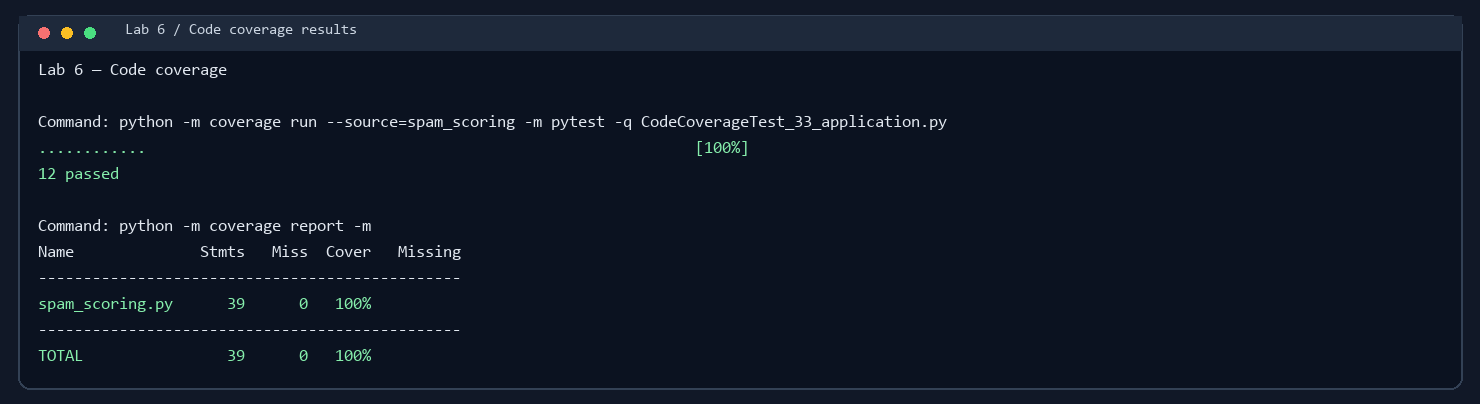 Lab 6 / Code coverage results
Lab 6 — Code coverage
Command: python -m coverage run --source=spam_scoring -m pytest -q CodeCoverageTest_33_application.py
............ [100%]
12 passed
Command: python -m coverage report -m
Name Stmts Miss Cover Missing
-----------------------------------------------
spam_scoring.py 39 0 100%
-----------------------------------------------
TOTAL 39 0 100%